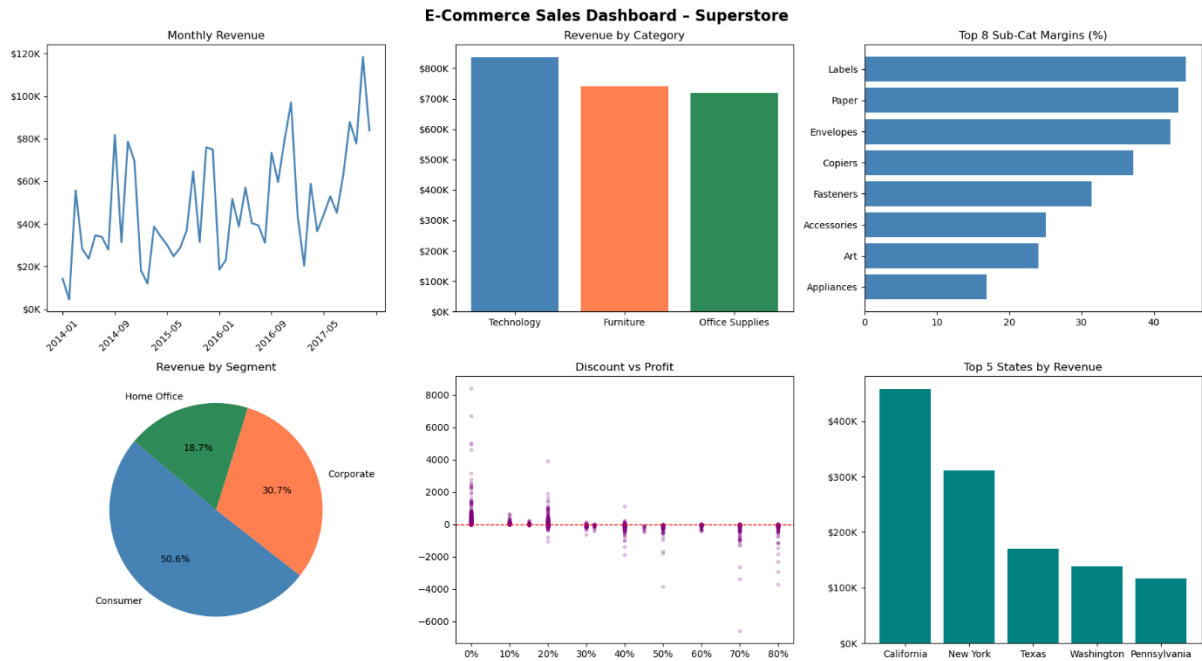 E-Commerce Sales Dashboard – Superstore
Monthly Revenue
$120K
$100K
$80K
$60K
$40K
$20K
$0K
2014-01
2014-09
2015-05
2016-01
2016-09
2017-05
Revenue by Category
$800K
$700K
$600K
$500K
$400K
$300K
$200K
$100K
$0K
Technology
Furniture
Office Supplies
Top 8 Sub-Cat Margins (%)
Labels
Paper
Envelopes
Copiers
Fasteners
Accessories
Art
Appliances
0
10
20
30
40
Revenue by Segment
Home Office
18.7%
Corporate
30.7%
50.6%
Consumer
Discount vs Profit
8000
6000
4000
2000
0
−2000
−4000
−6000
0%
10%
20%
30%
40%
50%
60%
70%
80%
Top 5 States by Revenue
$400K
$300K
$200K
$100K
$0K
California
New York
Texas
Washington
Pennsylvania